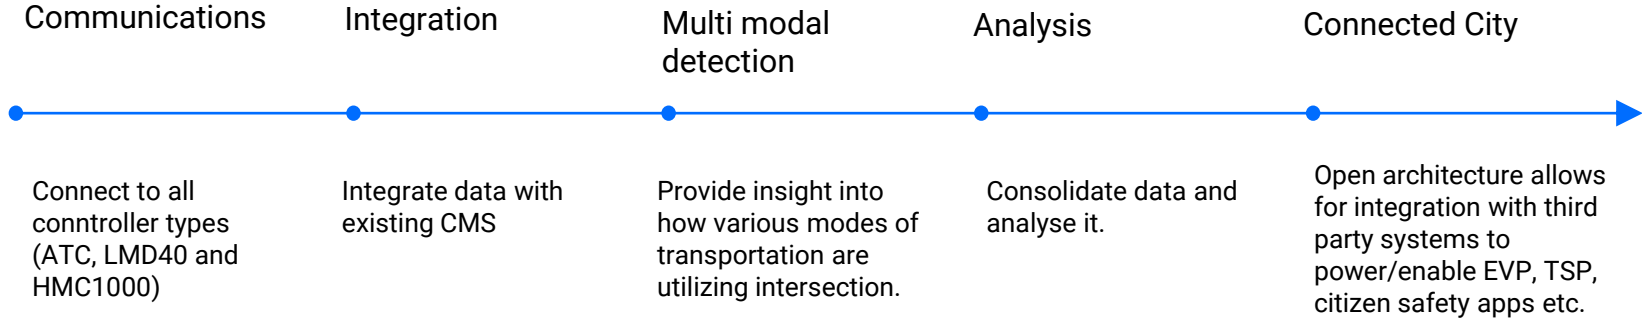 Communications
Connect to all
conntroller types
(ATC, LMD40 and
HMC1000)
Integration
Integrate data with
existing CMS
Multi modal
detection
Provide insight into
how various modes of
transportation are
utilizing intersection.
Analysis
Consolidate data and
analyse it.
Connected City
Open architecture allows
for integration with third
party systems to
power/enable EVP, TSP,
citizen safety apps etc.